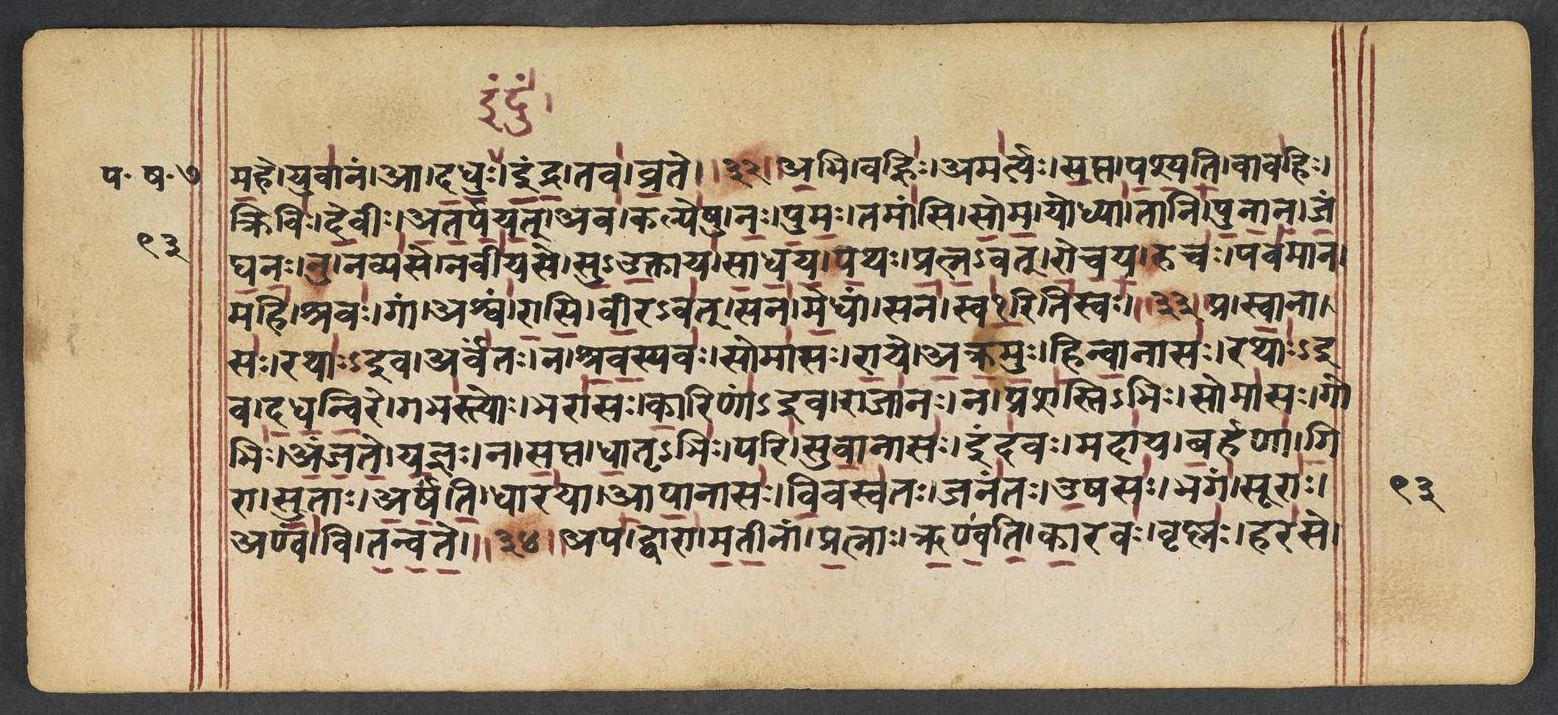 इंदुं।
प॰ ष॰ ७ महे। युवानं। आ। दधुः। इंद्र। तव। व्रते। ॥ ३२ ॥ अभि। वह्निः। अमर्त्यः। सप्त। पश्यति। वावहिः।
क्रिविः। देवीः। अतर्पयत्। अव। कल्पेषु। नः। पुमः। तमांसि। सोम। योध्या। तानि। पुनान। जं
९३
घनः। नु। नव्यसे। नवीयसे। सुऽउक्ताय। साधय। पथः। प्रत्नऽवत्। रोचय। रुचः। पवमान।
महि। श्रवः। गां। अश्वं। रासि। वीरऽवत्। सन। मेधां। सन। स्व१रिति स्वः। ॥ ३३ ॥ प्र। स्वाना।
सः। रथाःऽइव। अर्वंतः। न। श्रवस्यवः। सोमासः। राये। अक्रमुः। हिन्वानासः। रथाःऽइ
व। दधन्विरे। गभस्त्योः। भरासः। कारिणांऽइव। राजानः। न। प्रशस्तिऽभिः। सोमासः। गो
भिः। अंजते। यज्ञः। न। सप्त। धातृऽभिः। परि। सुवानासः। इंदवः। मदाय। बर्हणा। गि
रा। सुताः। अर्षंति। धारया। आपानासः। विवस्वतः। जनंतः। उषसः। भगं। सूराः।
९३
अण्वं। वि। तन्वते। ॥ ३४ ॥ अप। द्वारा। मतीनां। प्रत्नाः। ऋण्वंति। कारवः। वृष्णः। हरसे।